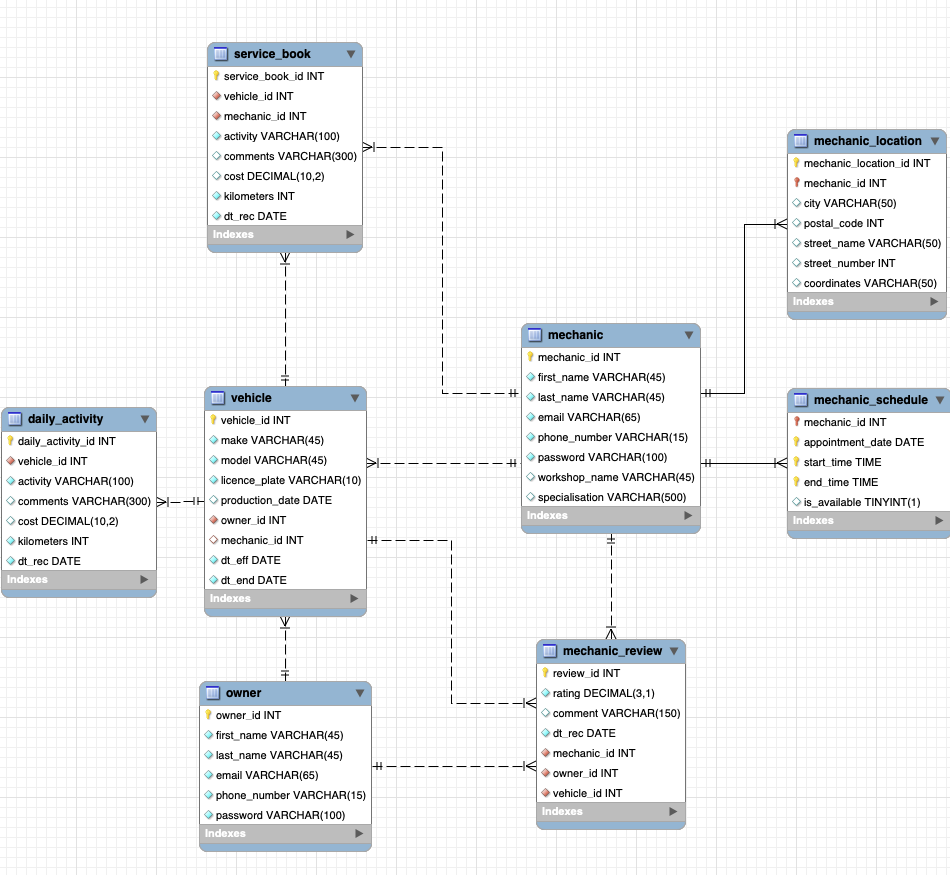 service_book
service_book_id INT
vehicle_id INT
mechanic_id INT
activity VARCHAR(100)
comments VARCHAR(300)
cost DECIMAL(10,2)
kilometers INT
dt_rec DATE
Indexes
mechanic_location
mechanic_location_id INT
mechanic_id INT
city VARCHAR(50)
postal_code INT
street_name VARCHAR(50)
street_number INT
coordinates VARCHAR(50)
Indexes
mechanic
mechanic_id INT
first_name VARCHAR(45)
last_name VARCHAR(45)
email VARCHAR(65)
phone_number VARCHAR(15)
password VARCHAR(100)
workshop_name VARCHAR(45)
specialisation VARCHAR(500)
Indexes
mechanic_schedule
mechanic_id INT
appointment_date DATE
start_time TIME
end_time TIME
is_available TINYINT(1)
Indexes
vehicle
vehicle_id INT
make VARCHAR(45)
model VARCHAR(45)
licence_plate VARCHAR(10)
production_date DATE
owner_id INT
mechanic_id INT
dt_eff DATE
dt_end DATE
Indexes
daily_activity
daily_activity_id INT
vehicle_id INT
activity VARCHAR(100)
comments VARCHAR(300)
cost DECIMAL(10,2)
kilometers INT
dt_rec DATE
Indexes
owner
owner_id INT
first_name VARCHAR(45)
last_name VARCHAR(45)
email VARCHAR(65)
phone_number VARCHAR(15)
password VARCHAR(100)
Indexes
mechanic_review
review_id INT
rating DECIMAL(3,1)
comment VARCHAR(150)
dt_rec DATE
mechanic_id INT
owner_id INT
vehicle_id INT
Indexes